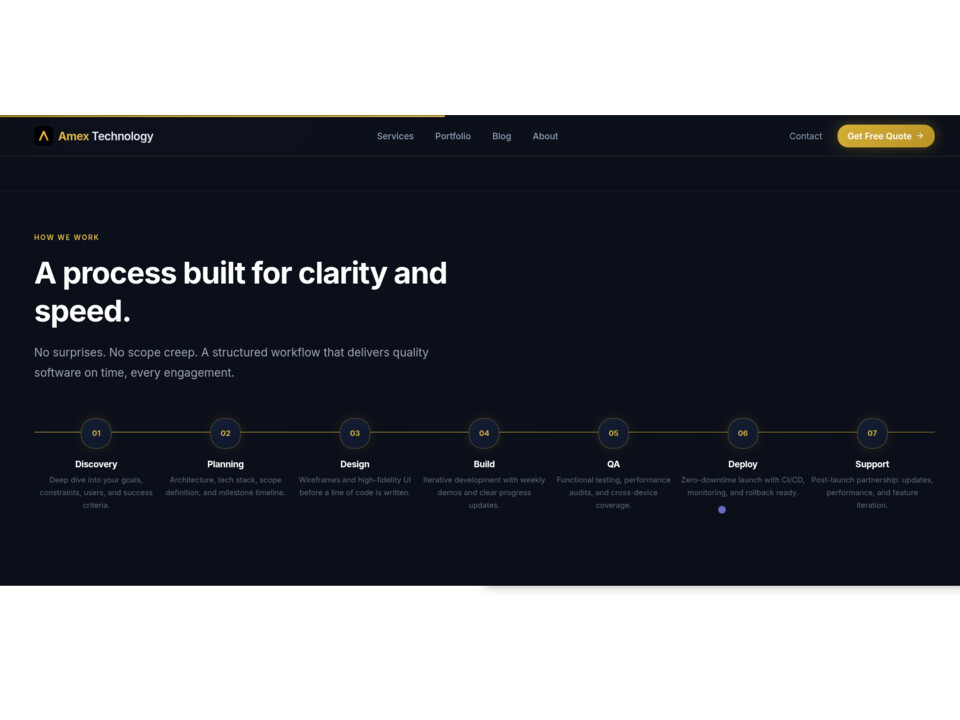 Amex Technology
Services
Portfolio
Blog
About
Contact
Get Free Quote →
HOW WE WORK
A process built for clarity and
speed.
No surprises. No scope creep. A structured workflow that delivers quality
software on time, every engagement.
01
Discovery
Deep dive into your goals,
constraints, users, and success
criteria.
02
Planning
Architecture, tech stack, scope
definition, and milestone timeline.
03
Design
Wireframes and high-fidelity UI
before a line of code is written.
04
Build
Iterative development with weekly
demos and clear progress
updates.
05
QA
Functional testing, performance
audits, and cross-device
coverage.
06
Deploy
Zero-downtime launch with CI/CD,
monitoring, and rollback ready.
07
Support
Post-launch partnership: updates,
performance, and feature
iteration.